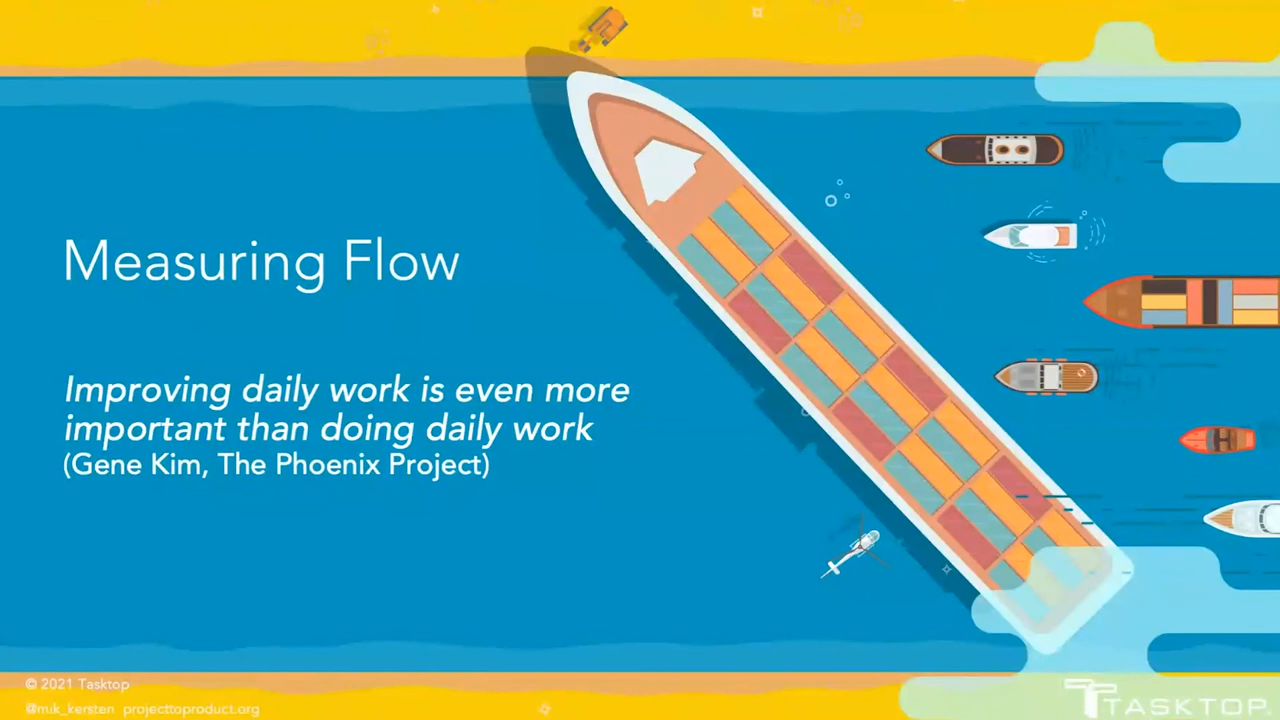 Measuring Flow
Improving daily work is even more
important than doing daily work
(Gene Kim, The Phoenix Project)
© 2021 Tasktop
@mik_kersten projecttoproduct.org
TASKTOP